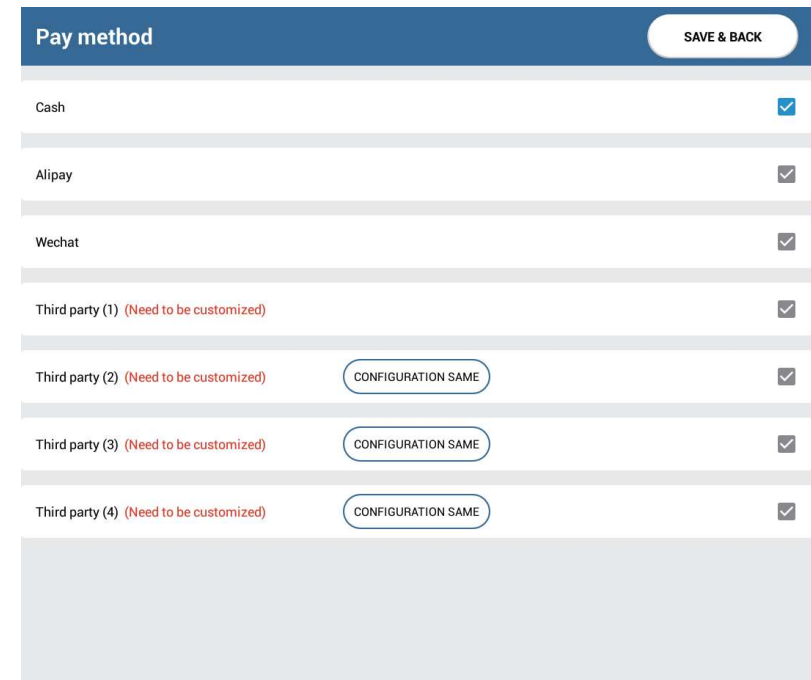 Pay method
SAVE & BACK
Cash
Alipay
Wechat
Third party (1) (Need to be customized)
Third party (2) (Need to be customized) CONFIGURATION SAME
Third party (3) (Need to be customized) CONFIGURATION SAME
Third party (4) (Need to be customized) CONFIGURATION SAME